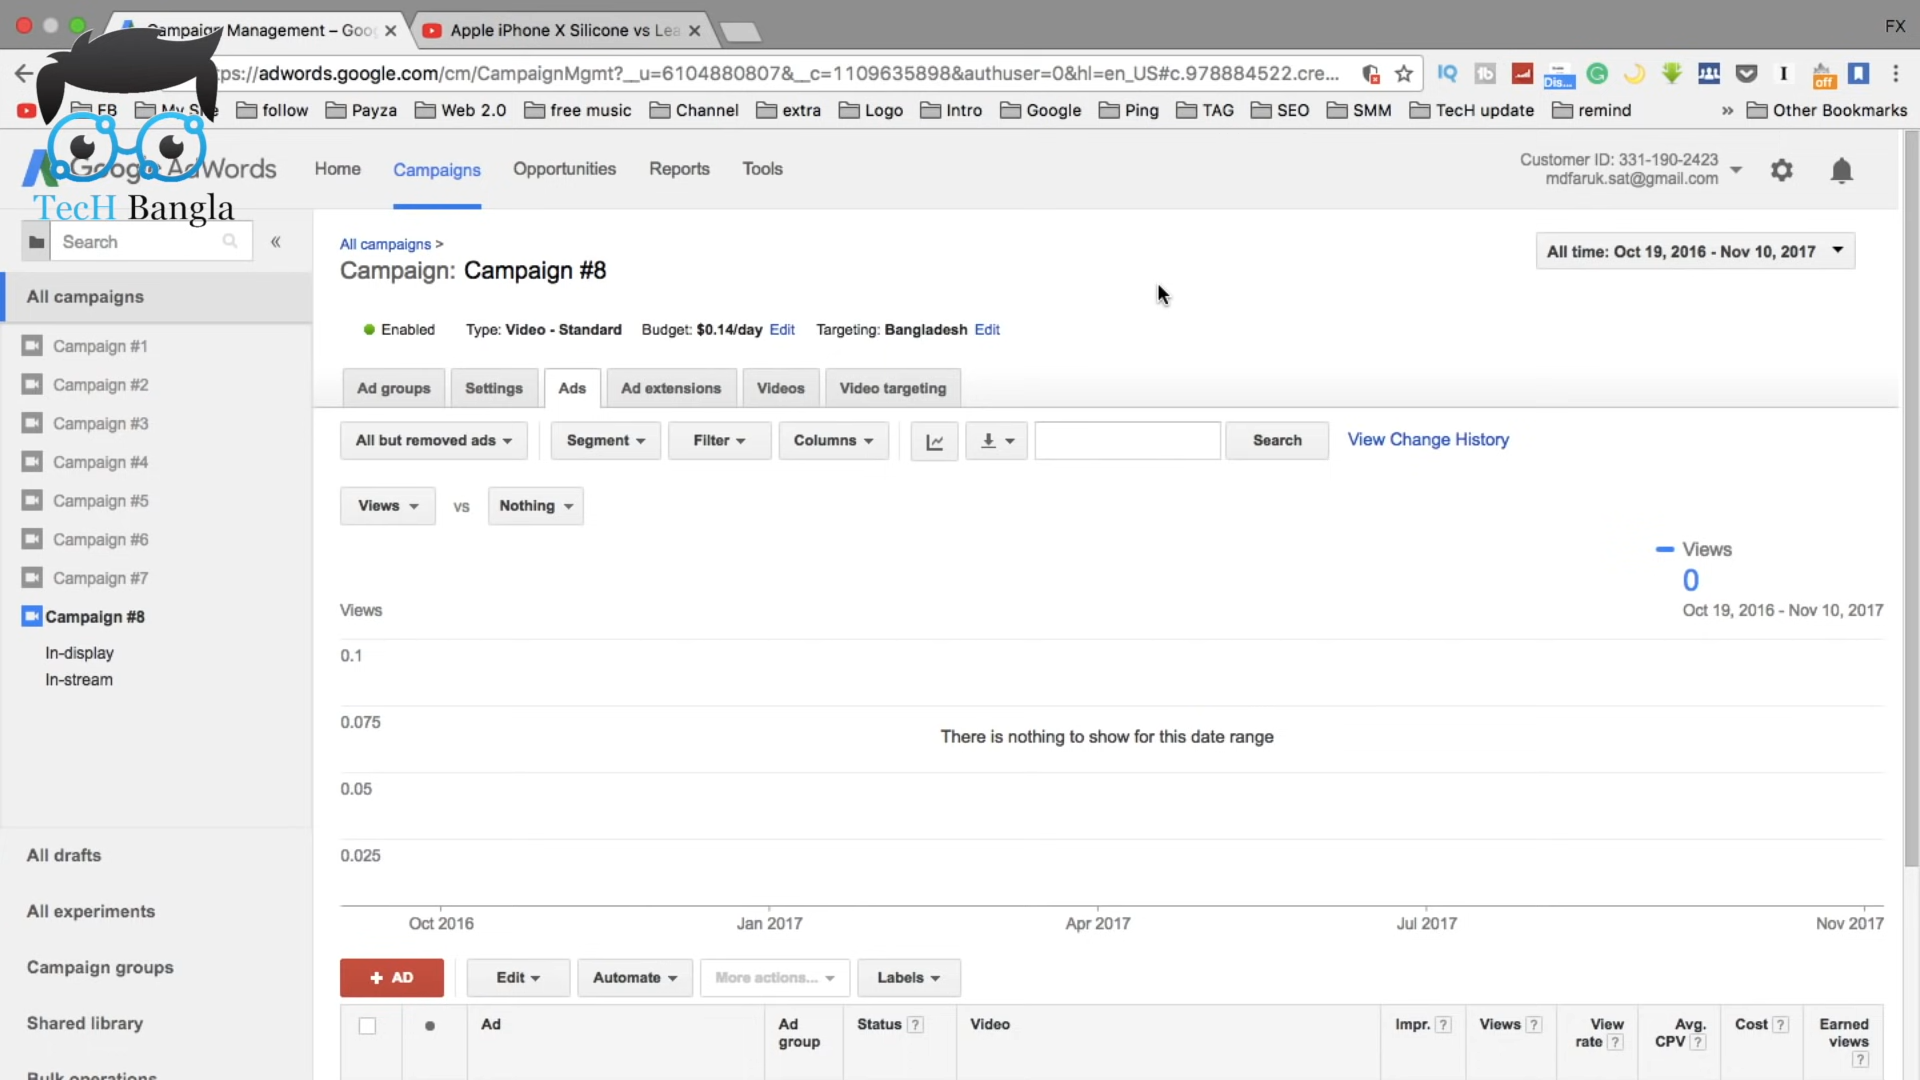 Campaign Management – Goo
Apple iPhone X Silicone vs Lea
FX
ps://adwords.google.com/cm/CampaignMgmt?__u=6104880807&__c=1109635898&authuser=0&hl=en_US#c.978884522.cre...
IQ
Dis...
off
FB
My Site
follow
Payza
Web 2.0
free music
Channel
extra
Logo
Intro
Google
Ping
TAG
SEO
SMM
TecH update
remind
»
Other Bookmarks
Google AdWords
TecH Bangla
Home
Campaigns
Opportunities
Reports
Tools
Customer ID: 331-190-2423
mdfaruk.sat@gmail.com
Search
«
All campaigns >
Campaign: Campaign #8
All time: Oct 19, 2016 - Nov 10, 2017
Enabled Type: Video - Standard Budget: $0.14/day Edit Targeting: Bangladesh Edit
All campaigns
Campaign #1
Campaign #2
Campaign #3
Campaign #4
Campaign #5
Campaign #6
Campaign #7
Campaign #8
In-display
In-stream
All drafts
All experiments
Campaign groups
Shared library
Bulk operations
Ad groups
Settings
Ads
Ad extensions
Videos
Video targeting
All but removed ads
Segment
Filter
Columns
Search
View Change History
Views vs Nothing
Views
0
Oct 19, 2016 - Nov 10, 2017
Views
0.1
0.075
0.05
0.025
There is nothing to show for this date range
Oct 2016
Jan 2017
Apr 2017
Jul 2017
Nov 2017
+ AD
Edit
Automate
More actions...
Labels
Ad
Ad group
Status ?
Video
Impr. ?
Views ?
View rate ?
Avg. CPV ?
Cost ?
Earned views ?